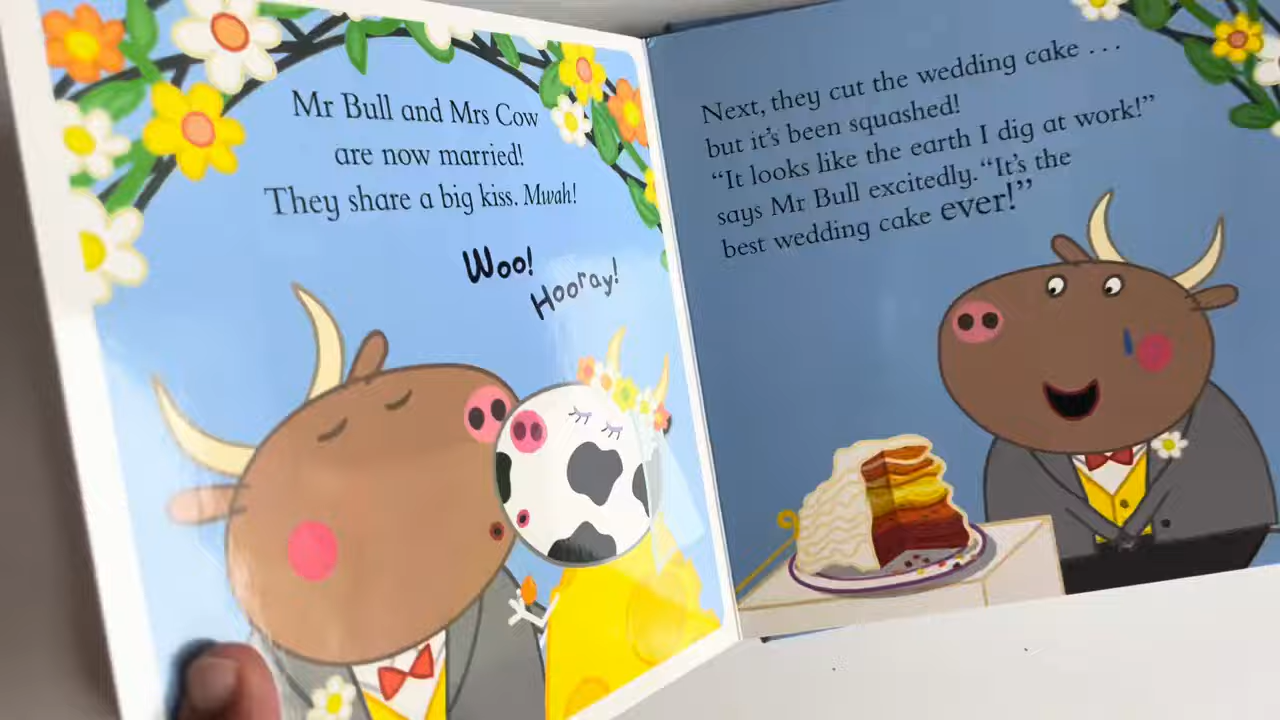 Mr Bull and Mrs Cow
are now married!
They share a big kiss. Mwah!
Woo!
Hooray!
Next, they cut the wedding cake . . .
but it's been squashed!
"It looks like the earth I dig at work!"
says Mr Bull excitedly. "It's the
best wedding cake ever!"